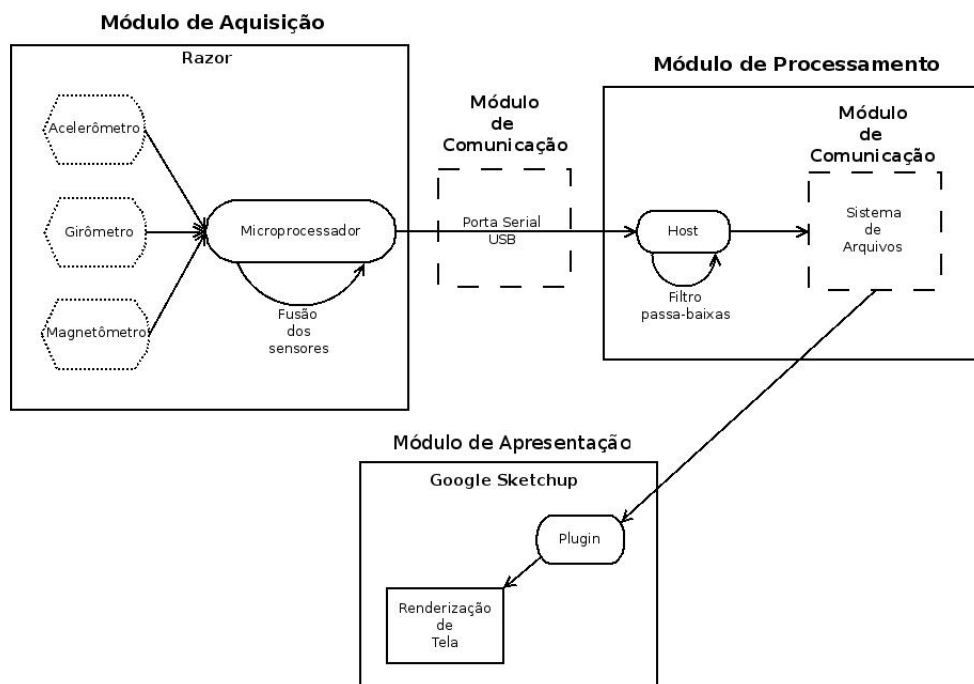 Módulo de Aquisição
Razor
Acelerômetro
Girômetro
Magnetômetro
Microprocessador
Fusão
dos
sensores
Módulo
de
Comunicação
Porta Serial
USB
Módulo de Processamento
Host
Filtro
passa-baixas
Módulo
de
Comunicação
Sistema
de
Arquivos
Módulo de Apresentação
Google Sketchup
Plugin
Renderização
de
Tela